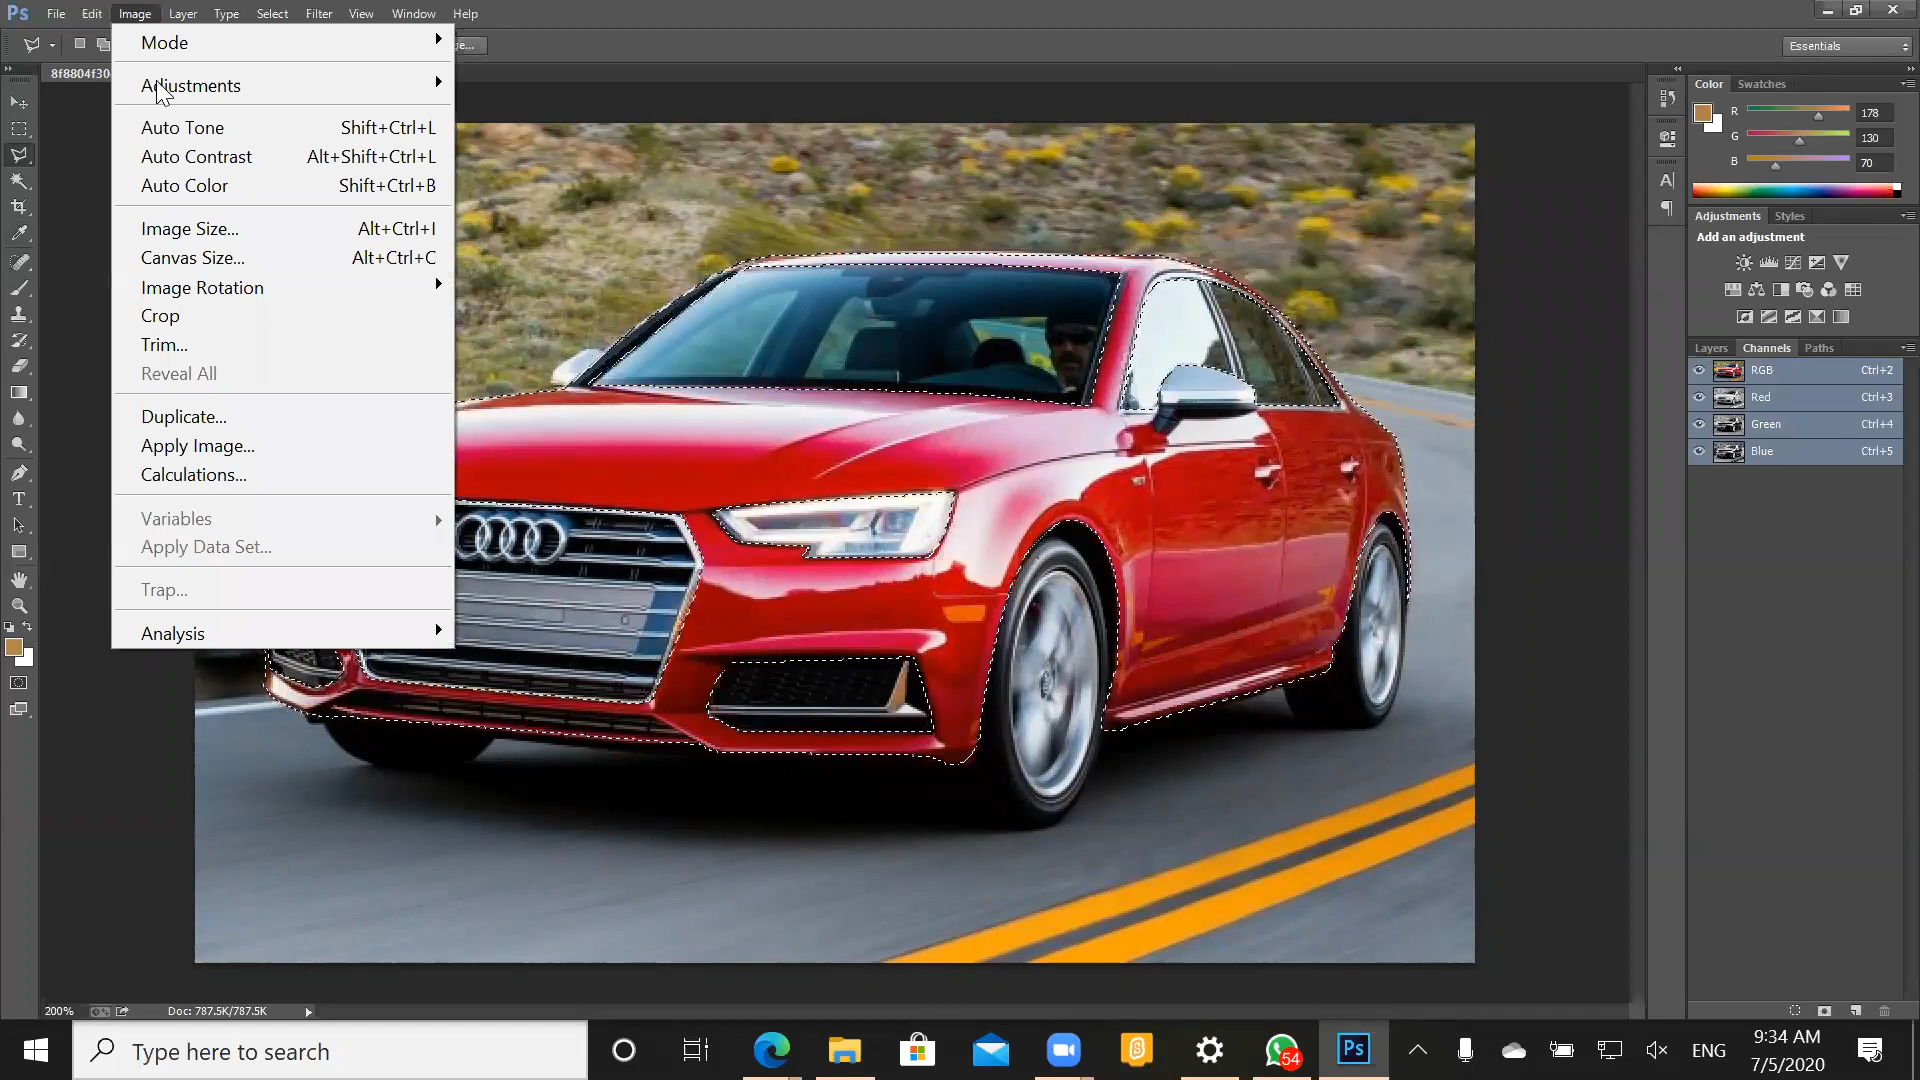 Ps File Edit Image Layer Type Select Filter View Window Help
Essentials
8f8804f30
Mode
Adjustments
Auto Tone Shift+Ctrl+L
Auto Contrast Alt+Shift+Ctrl+L
Auto Color Shift+Ctrl+B
Image Size... Alt+Ctrl+I
Canvas Size... Alt+Ctrl+C
Image Rotation
Crop
Trim...
Reveal All
Duplicate...
Apply Image...
Calculations...
Variables
Apply Data Set...
Trap...
Analysis
Color Swatches
R 178
G 130
B 70
Adjustments Styles
Add an adjustment
Layers Channels Paths
RGB Ctrl+2
Red Ctrl+3
Green Ctrl+4
Blue Ctrl+5
200% Doc: 787.5K/787.5K
Type here to search
54
Ps
ENG
9:34 AM
7/5/2020